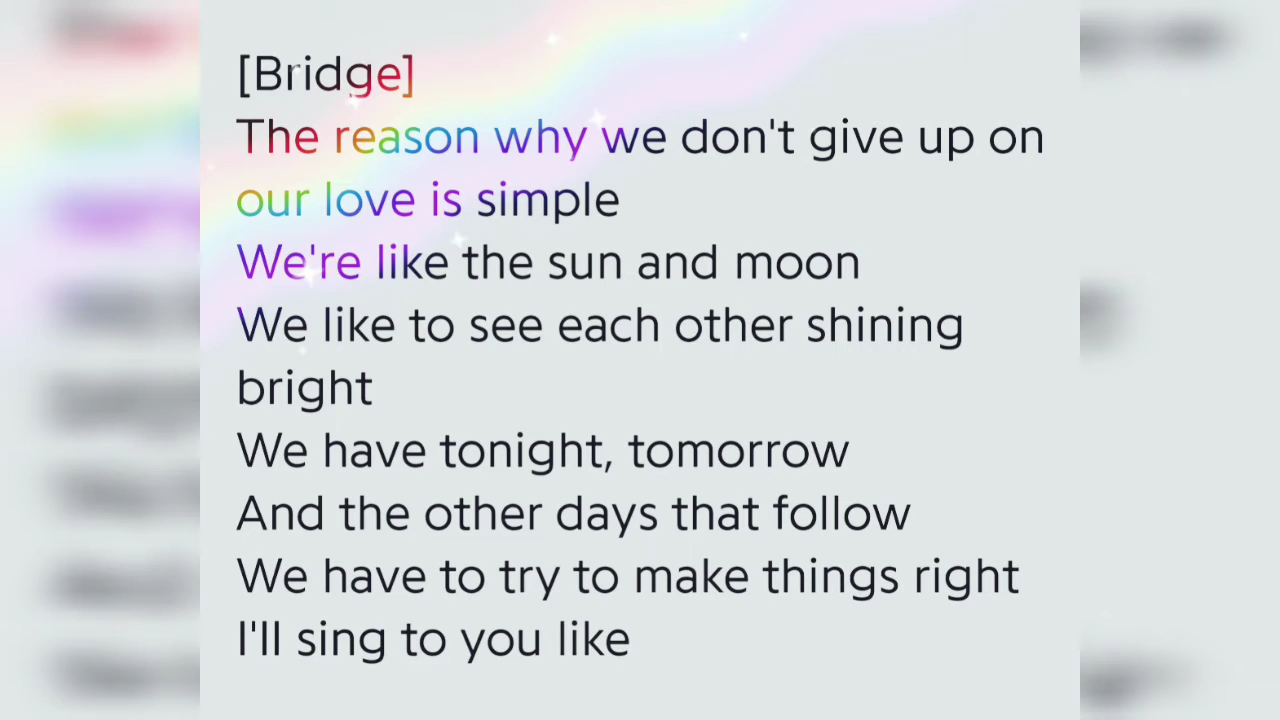 [Bridge]
The reason why we don't give up on
our love is simple
We're like the sun and moon
We like to see each other shining
bright
We have tonight, tomorrow
And the other days that follow
We have to try to make things right
I'll sing to you like